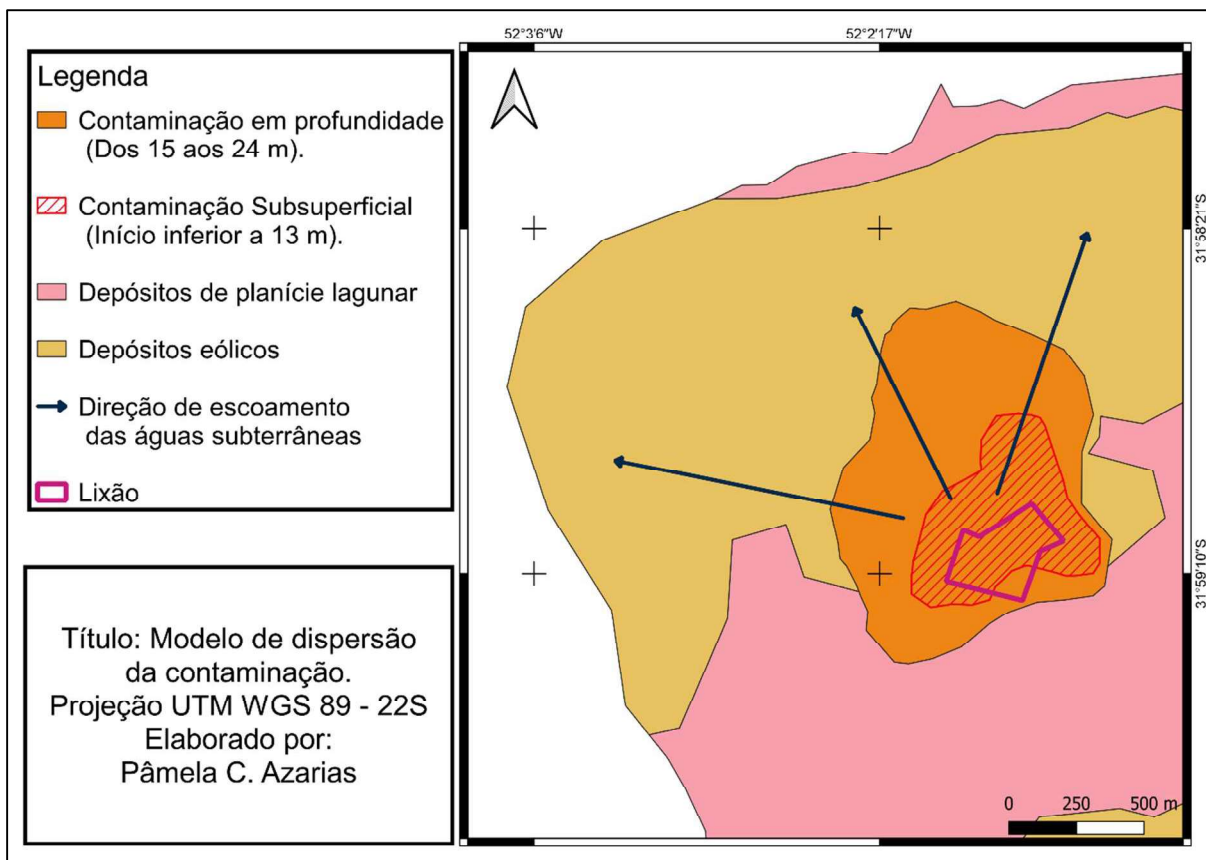 Legenda
Contaminação em profundidade
(Dos 15 aos 24 m).
Contaminação Subsuperficial
(Início inferior a 13 m).
Depósitos de planície lagunar
Depósitos eólicos
Direção de escoamento
das águas subterrâneas
Lixão
Título: Modelo de dispersão
da contaminação.
Projeção UTM WGS 89 - 22S
Elaborado por:
Pâmela C. Azarias
52°3'6"W
52°2'17"W
31°58'21"S
31°59'10"S
0 250 500 m